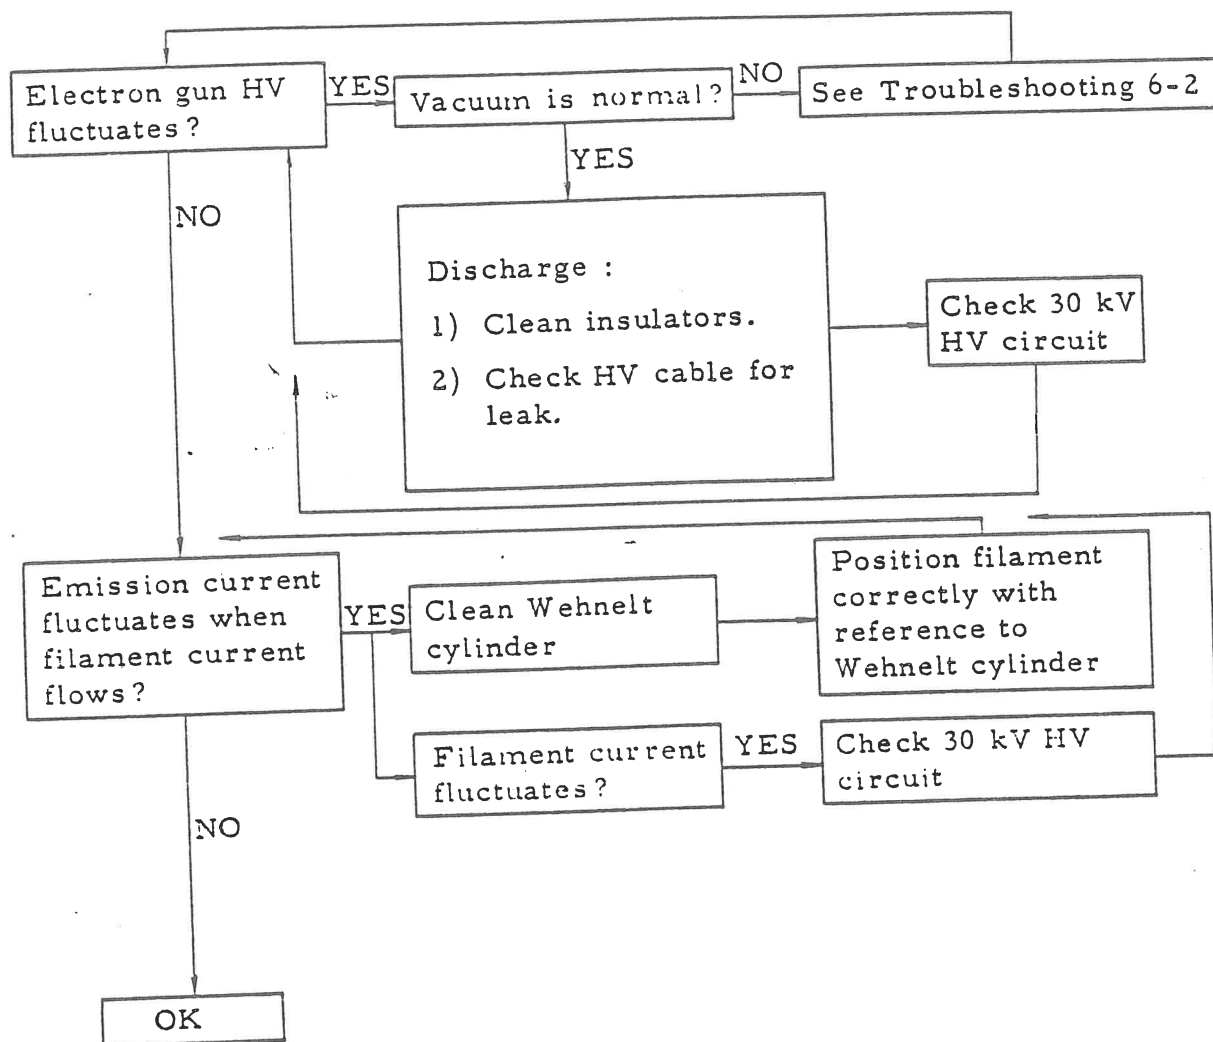 Electron gun HV
fluctuates?
YES
Vacuum is normal?
NO
See Troubleshooting 6-2
YES
NO
Discharge :
1) Clean insulators.
2) Check HV cable for
leak.
Check 30 kV
HV circuit
Emission current
fluctuates when
filament current
flows?
YES
Clean Wehnelt
cylinder
Position filament
correctly with
reference to
Wehnelt cylinder
Filament current
fluctuates?
YES
Check 30 kV HV
circuit
NO
OK